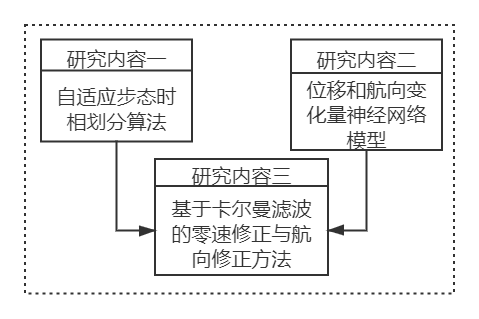 研究内容一
自适应步态时
相划分算法
研究内容二
位移和航向变
化量神经网络
模型
研究内容三
基于卡尔曼滤波
的零速修正与航
向修正方法